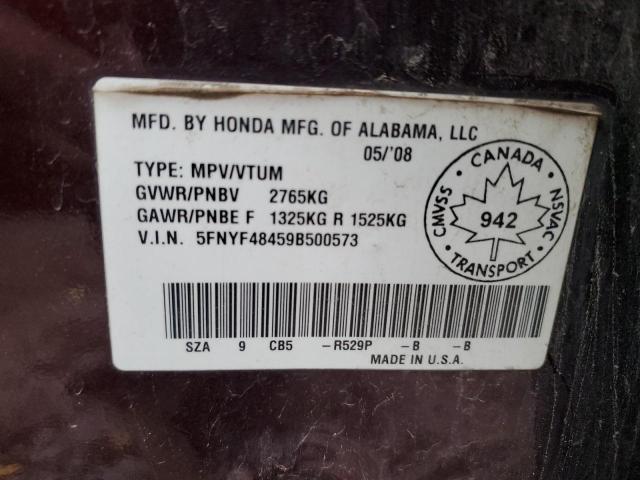 MFD. BY HONDA MFG. OF ALABAMA, LLC
05/'08
TYPE: MPV/VTUM
GVWR/PNBV 2765KG
GAWR/PNBE F 1325KG R 1525KG
V.I.N. 5FNYF48459B500573
CANADA
CMVSS 942 NSVAC
TRANSPORT
SZA 9 CB5 -R529P -B -B
MADE IN U.S.A.